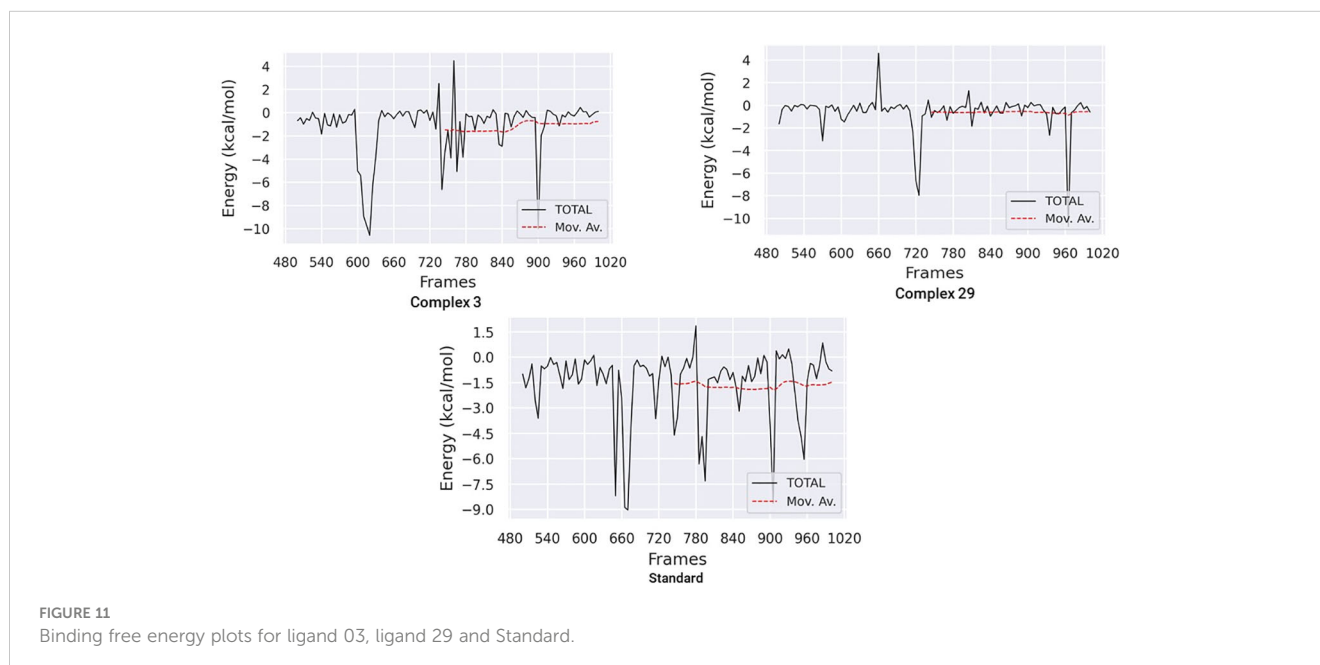 4
2
0
−2
−4
−6
−8
−10
Energy (kcal/mol)
TOTAL
Mov. Av.
480 540 600 660 720 780 840 900 960 1020
Frames
Complex 3
4
2
0
−2
−4
−6
−8
−10
Energy (kcal/mol)
TOTAL
Mov. Av.
480 540 600 660 720 780 840 900 960 1020
Frames
Complex 29
1.5
0.0
−1.5
−3.0
−4.5
−6.0
−7.5
−9.0
Energy (kcal/mol)
TOTAL
Mov. Av.
480 540 600 660 720 780 840 900 960 1020
Frames
Standard
FIGURE 11
Binding free energy plots for ligand 03, ligand 29 and Standard.